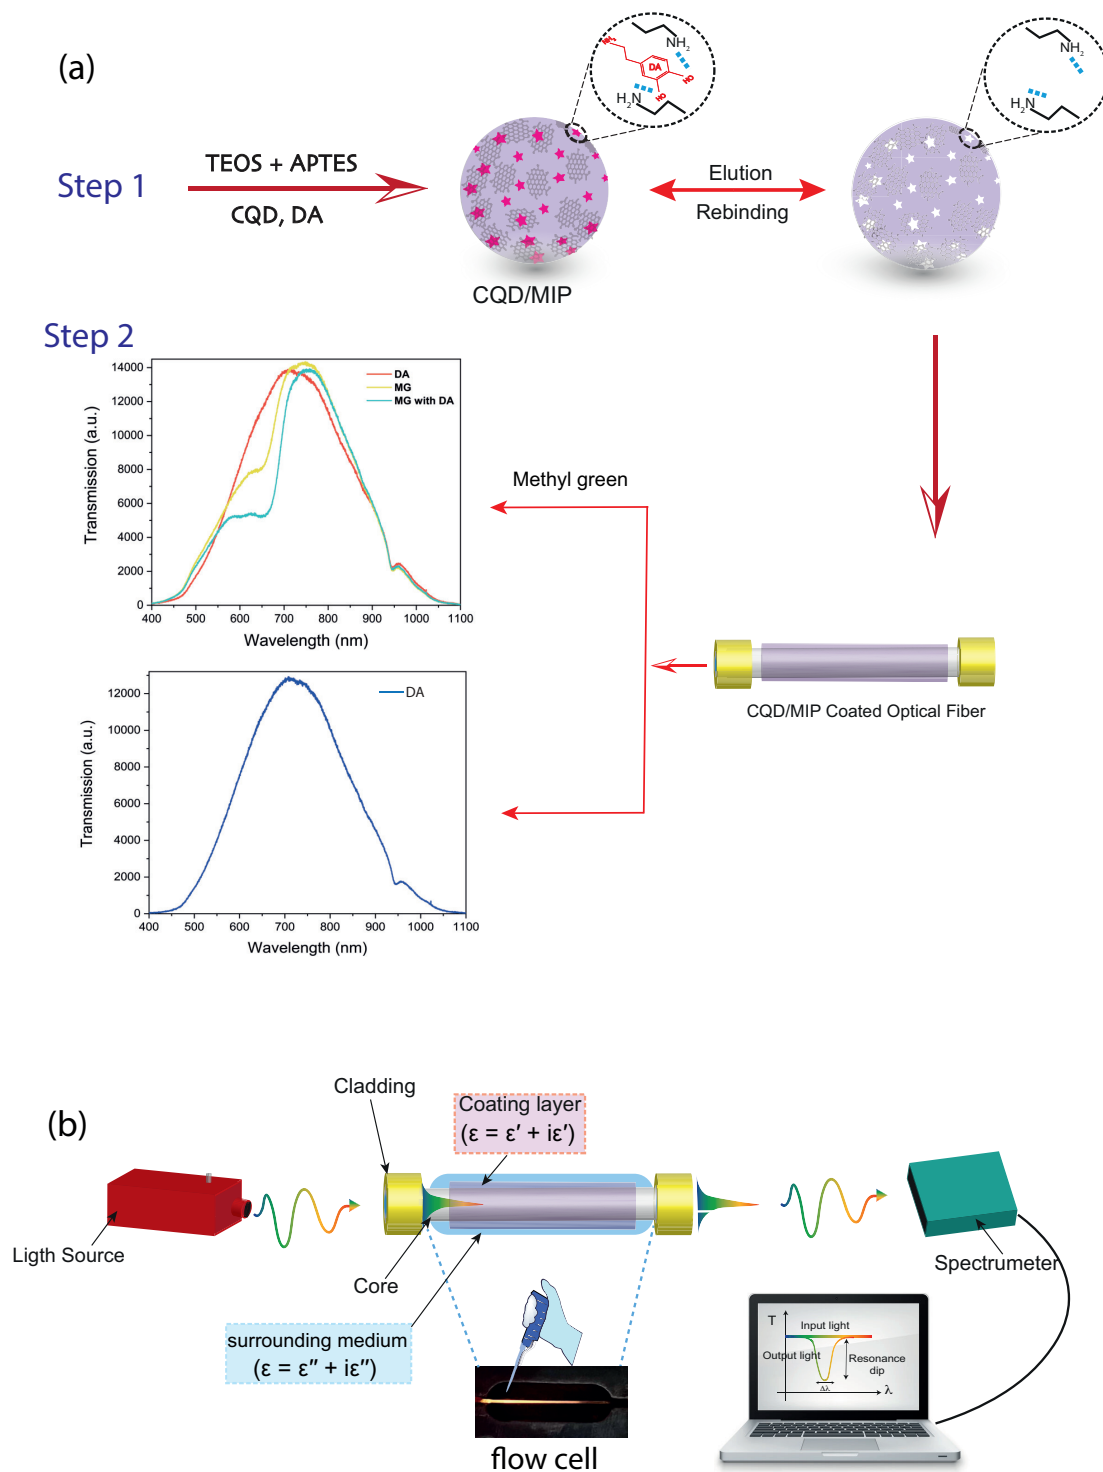 (a)
Step 1
TEOS + APTES
CQD, DA
NH₂
DA
HO
HO
H₂N
CQD/MIP
Elution
Rebinding
NH₂
H₂N
Step 2
DA
MG
MG with DA
Transmission (a.u.)
14000
12000
10000
8000
6000
4000
2000
0
400 500 600 700 800 900 1000 1100
Wavelength (nm)
Methyl green
CQD/MIP Coated Optical Fiber
DA
Transmission (a.u.)
12000
10000
8000
6000
4000
2000
0
400 500 600 700 800 900 1000 1100
Wavelength (nm)
(b)
Cladding
Coating layer
(ε = ε′ + iε′)
Ligth Source
Core
surrounding medium
(ε = ε″ + iε″)
flow cell
Spectrumeter
T
Input light
Output light
Resonance
dip
Δλ
λ